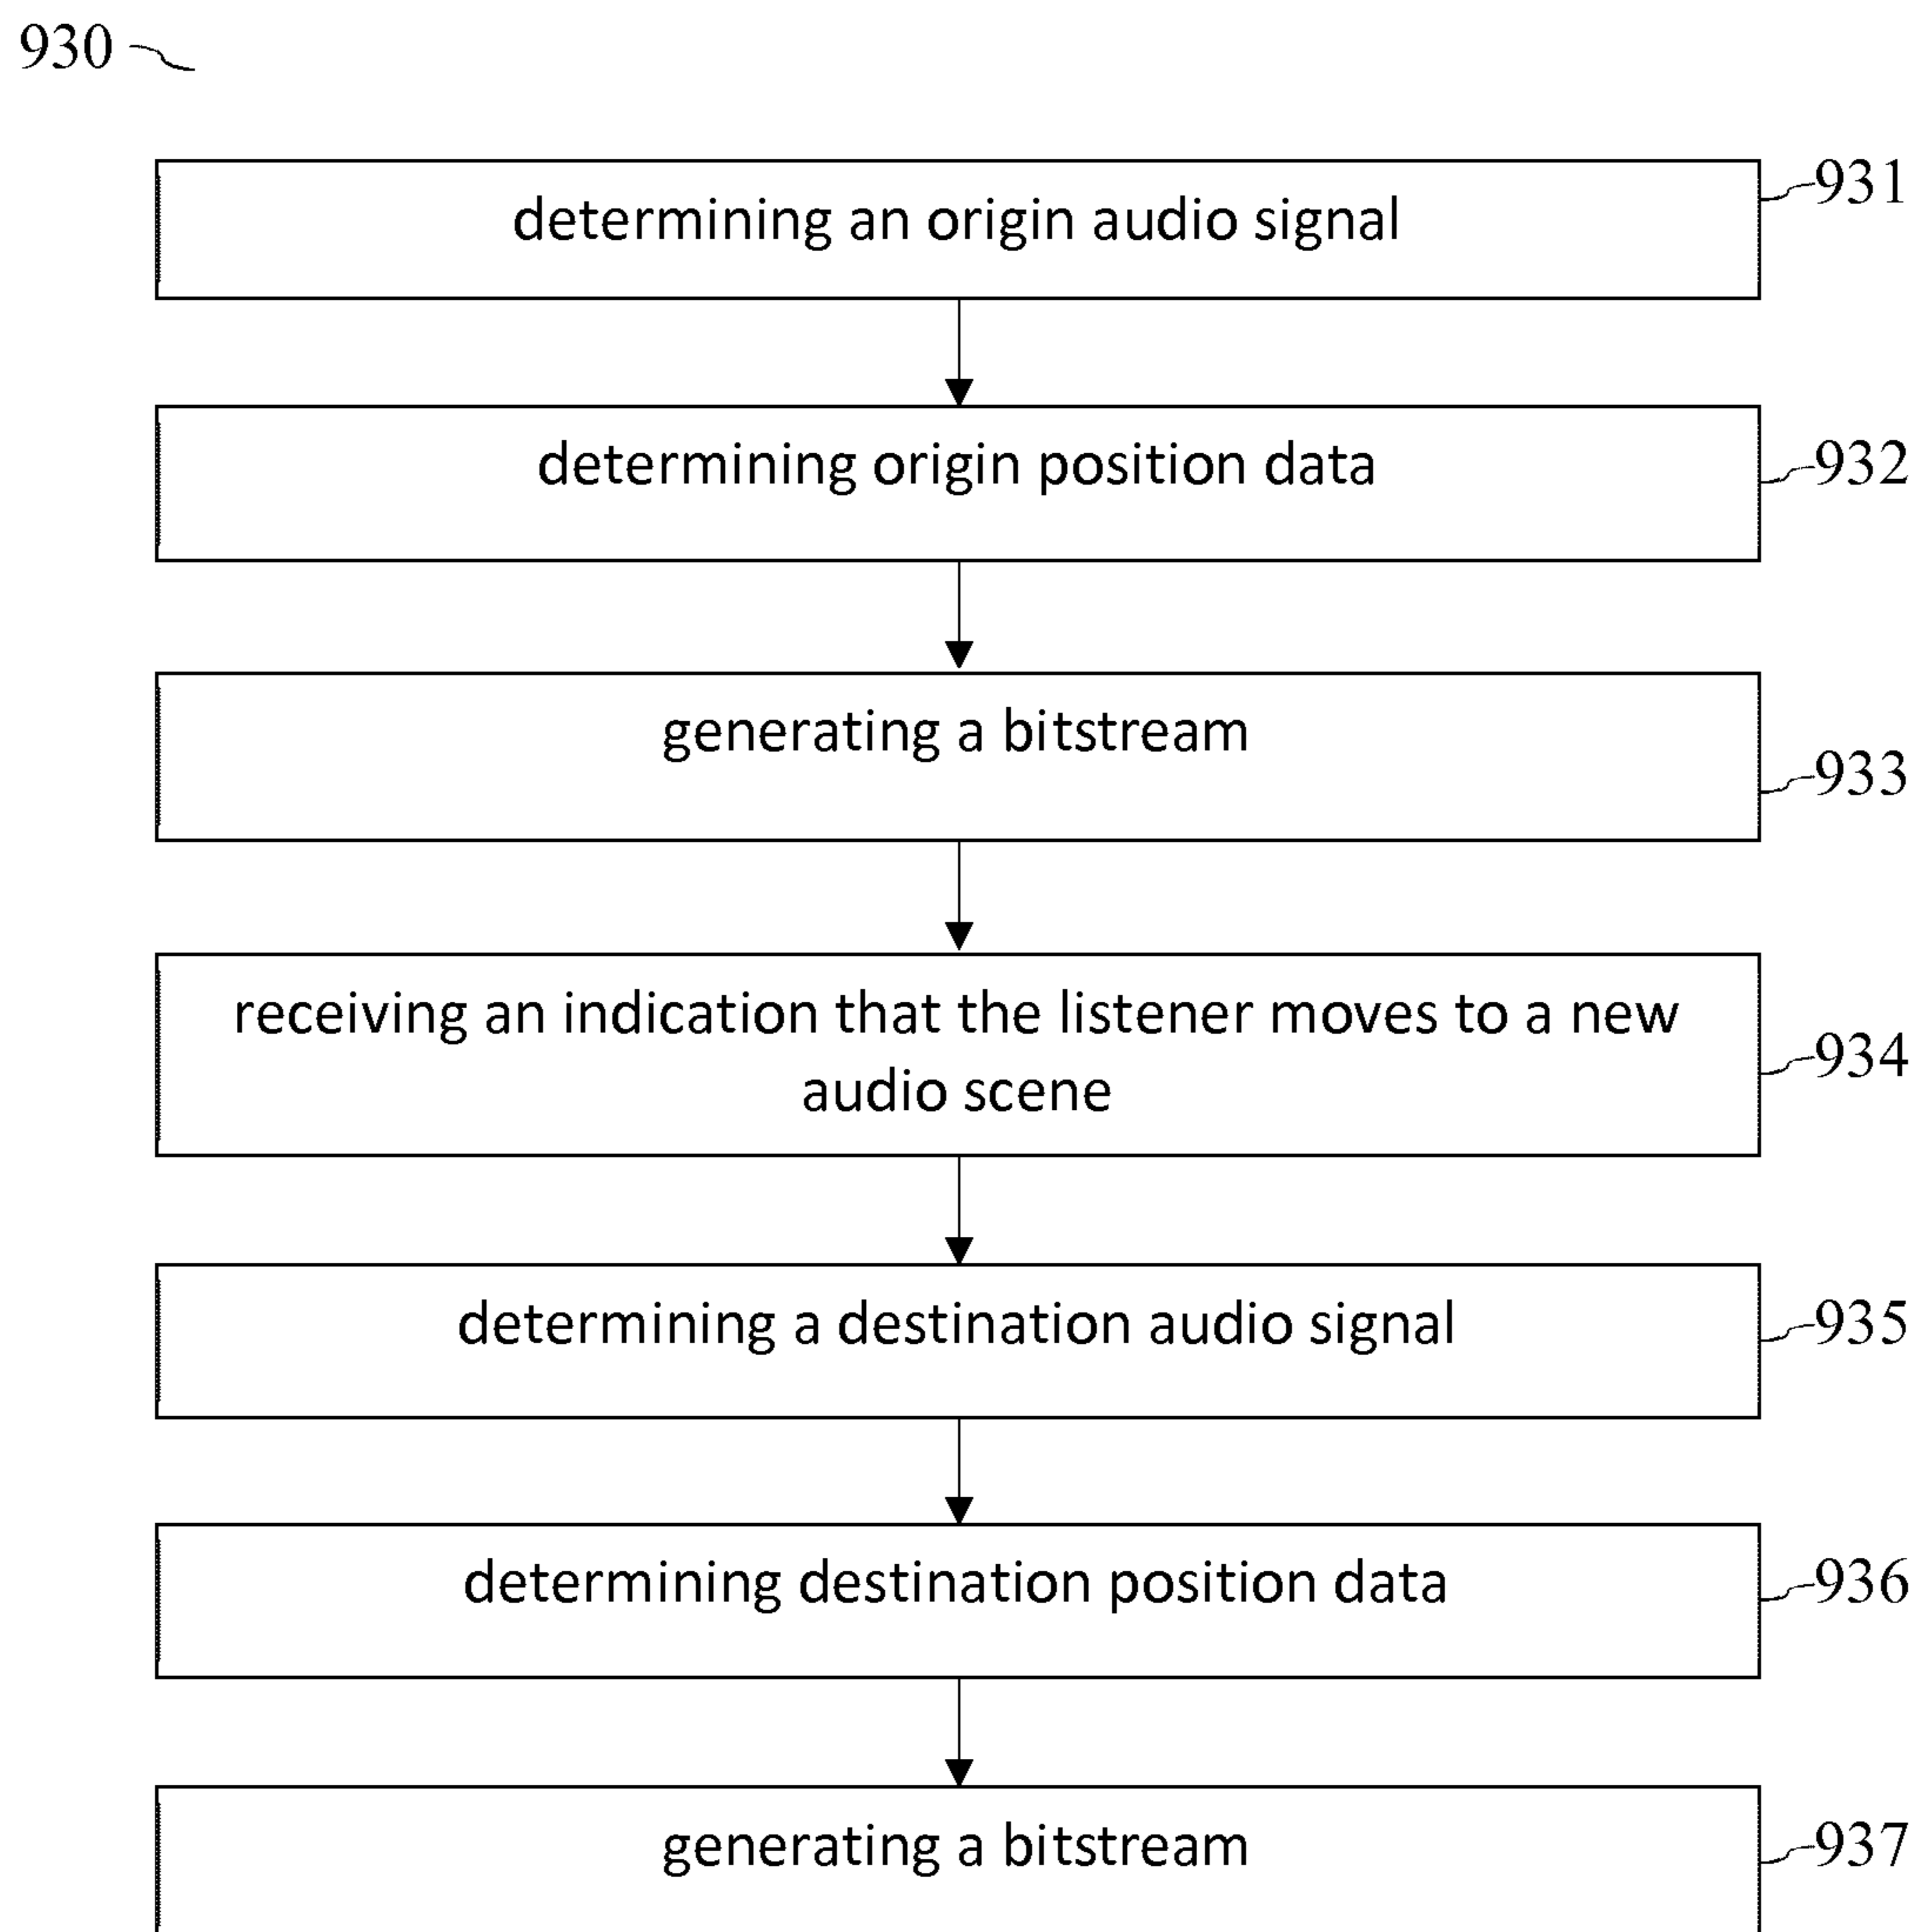 930
determining an origin audio signal
931
determining origin position data
932
generating a bitstream
933
receiving an indication that the listener moves to a new
audio scene
934
determining a destination audio signal
935
determining destination position data
936
generating a bitstream
937